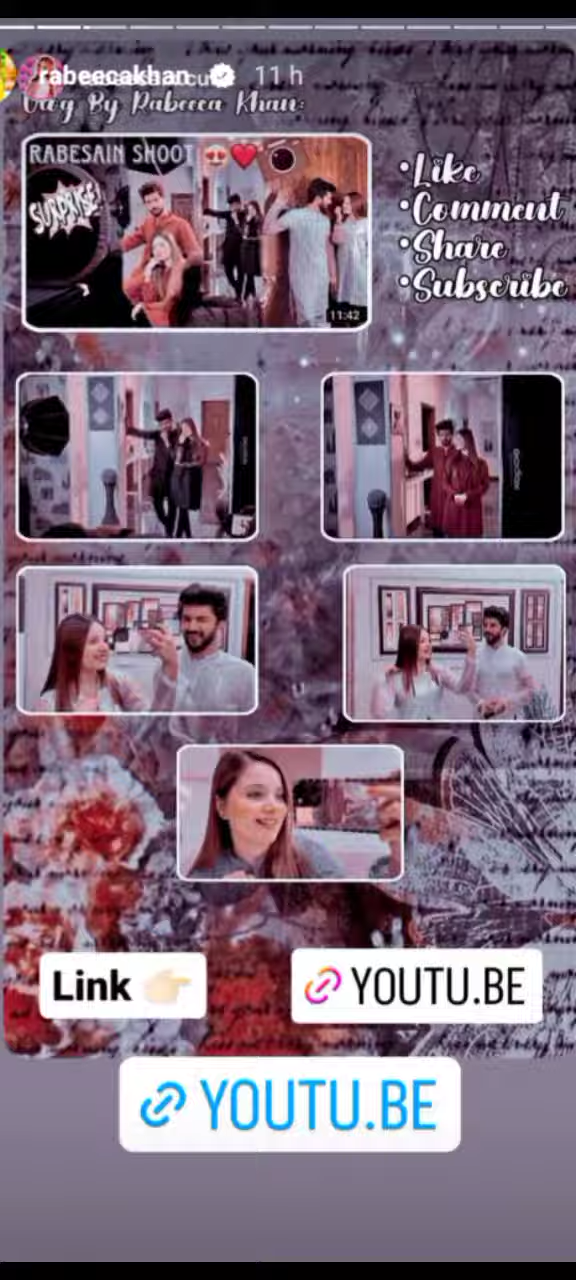 rabeecakhan
11 h
Vlog By Rabeeca Khan:
RABESAIN SHOOT 😍❤️
SURPRISE!
11:42
•Like
•Comment
•Share
•Subscribe
Link 👉🏻
YOUTU.BE
YOUTU.BE